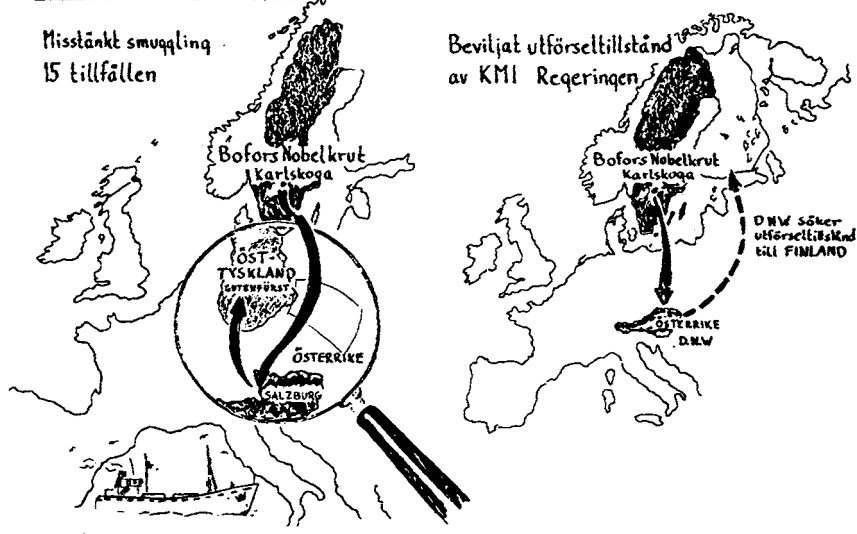 Misstänkt smuggling
15 tillfällen
Bofors Nobelkrut
Karlskoga
ÖST-
TYSKLAND
GUTENFÜRST
ÖSTERRIKE
SALZBURG
Beviljat utförseltillstånd
av KMI Regeringen
Bofors Nobelkrut
Karlskoga
DNW söker
utförseltillstånd
till FINLAND
ÖSTERRIKE
D.N.W